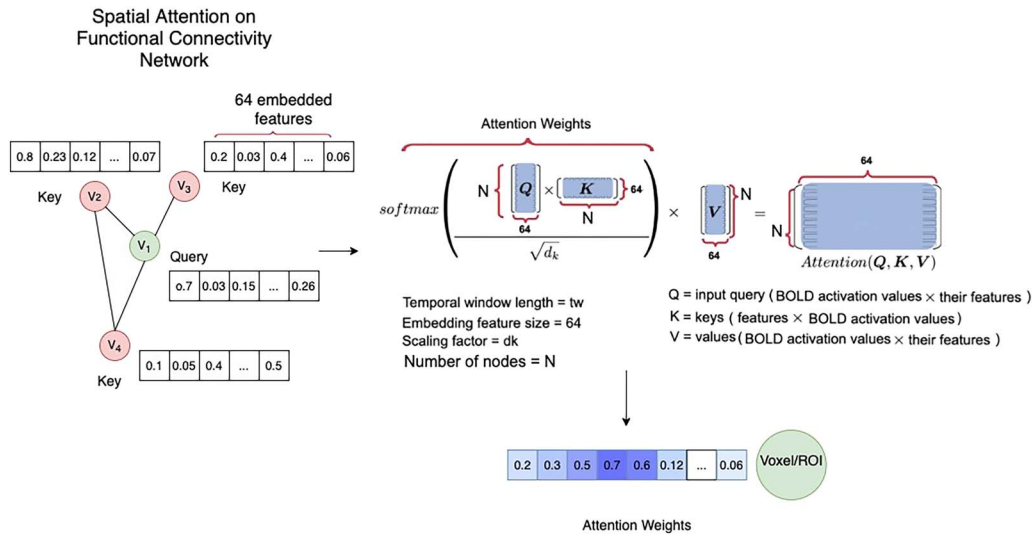 Spatial Attention on
Functional Connectivity
Network
64 embedded
features
0.8 0.23 0.12 ... 0.07
0.2 0.03 0.4 ... 0.06
Key
V2
V3
Key
V1
Query
o.7 0.03 0.15 ... 0.26
V4
Key
0.1 0.05 0.4 ... 0.5
Attention Weights
softmax
N
Q
×
K
64
64
N
√dk
×
V
N
64
=
64
N
Attention(Q, K, V)
Temporal window length = tw
Embedding feature size = 64
Scaling factor = dk
Number of nodes = N
Q = input query ( BOLD activation values × their features )
K = keys ( features × BOLD activation values )
V = values ( BOLD activation values × their features )
0.2 0.3 0.5 0.7 0.6 0.12 ... 0.06
Voxel/ROI
Attention Weights